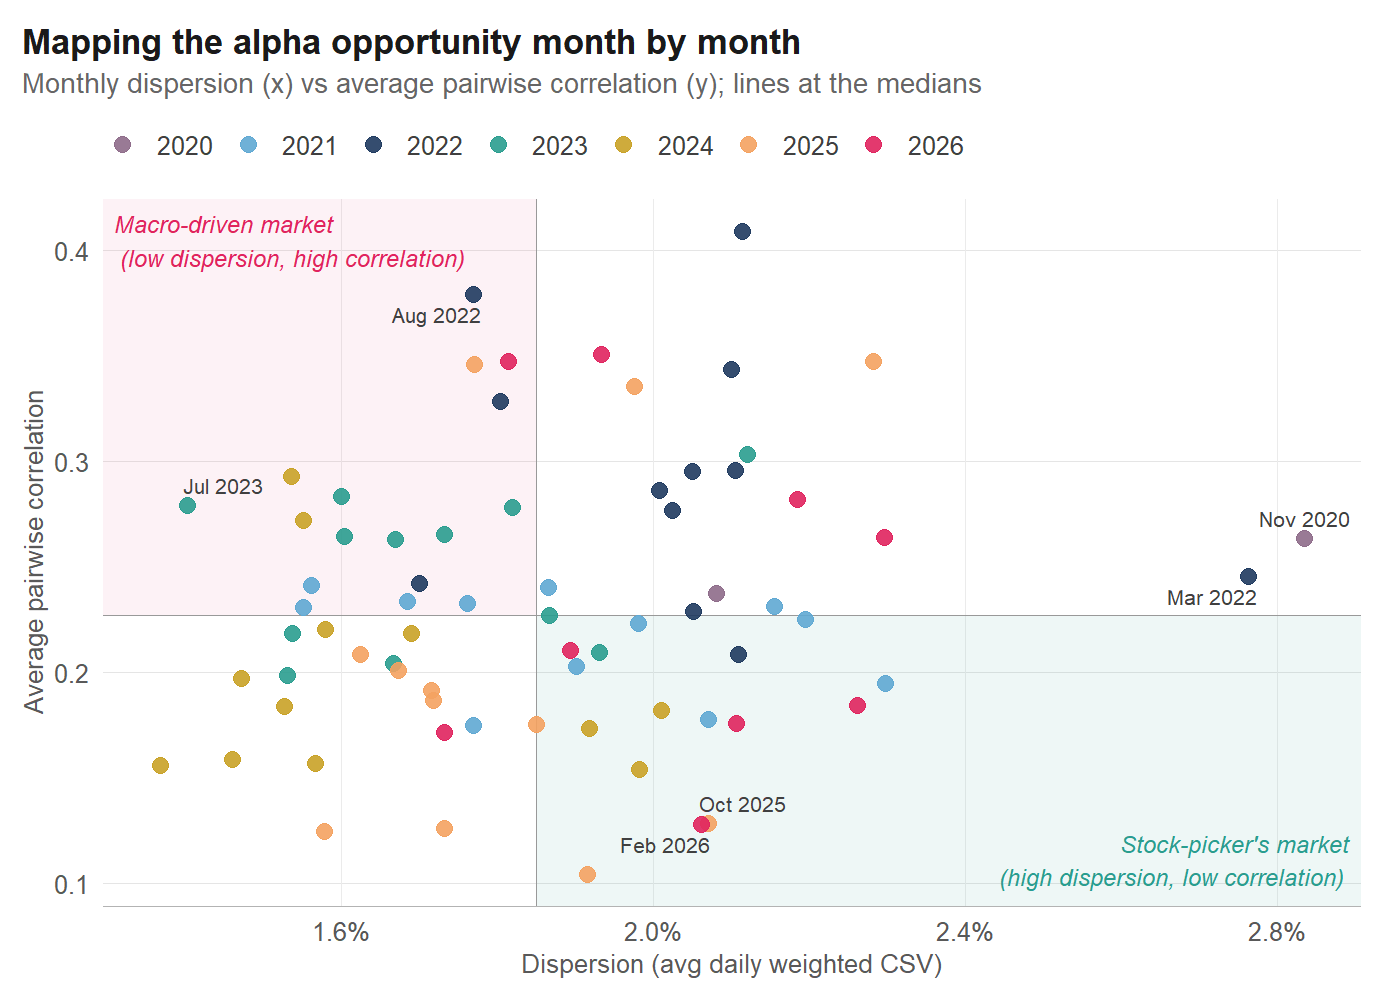 Mapping the alpha opportunity month by month
Monthly dispersion (x) vs average pairwise correlation (y); lines at the medians
2020 2021 2022 2023 2024 2025 2026
Macro-driven market
(low dispersion, high correlation)
Aug 2022
Jul 2023
Nov 2020
Mar 2022
Oct 2025
Feb 2026
Stock-picker's market
(high dispersion, low correlation)
Average pairwise correlation
0.4
0.3
0.2
0.1
1.6% 2.0% 2.4% 2.8%
Dispersion (avg daily weighted CSV)